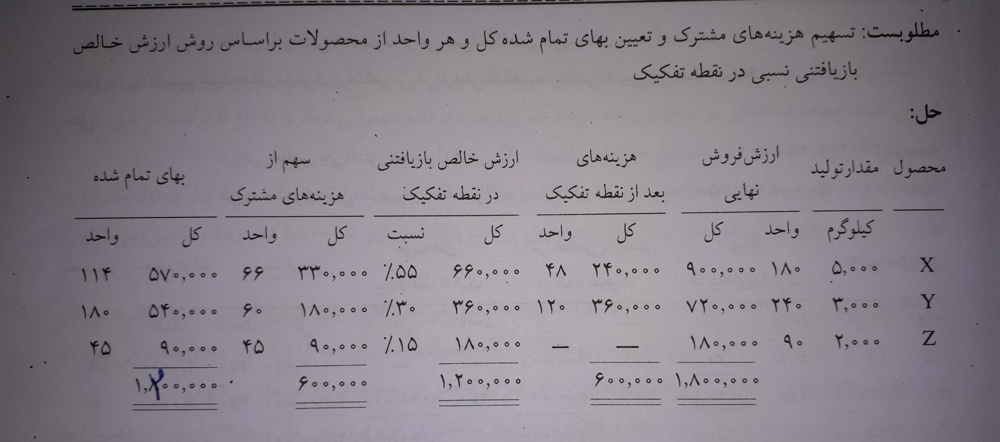 مطلوبست: تسهیم هزینه‌های مشترک و تعیین بهای تمام شده کل و هر واحد از محصولات براساس روش ارزش خالص
بازیافتنی نسبی در نقطه تفکیک
حل:
محصول مقدارتولید ارزش‌فروش نهایی هزینه‌های بعد از نقطه تفکیک ارزش خالص بازیافتنی در نقطه تفکیک سهم از هزینه‌های مشترک بهای تمام شده
کیلوگرم واحد کل کل واحد کل نسبت کل واحد کل واحد
X ۵,۰۰۰ ۱۸۰ ۹۰۰,۰۰۰ ۲۴۰,۰۰۰ ۴۸ ۶۶۰,۰۰۰ ٪۵۵ ۳۳۰,۰۰۰ ۶۶ ۵۷۰,۰۰۰ ۱۱۴
Y ۳,۰۰۰ ۲۴۰ ۷۲۰,۰۰۰ ۳۶۰,۰۰۰ ۱۲۰ ۳۶۰,۰۰۰ ٪۳۰ ۱۸۰,۰۰۰ ۶۰ ۵۴۰,۰۰۰ ۱۸۰
Z ۲,۰۰۰ ۹۰ ۱۸۰,۰۰۰ — — ۱۸۰,۰۰۰ ٪۱۵ ۹۰,۰۰۰ ۴۵ ۹۰,۰۰۰ ۴۵
۱,۸۰۰,۰۰۰ ۶۰۰,۰۰۰ ۱,۲۰۰,۰۰۰ ۶۰۰,۰۰۰ ۱,۲۰۰,۰۰۰